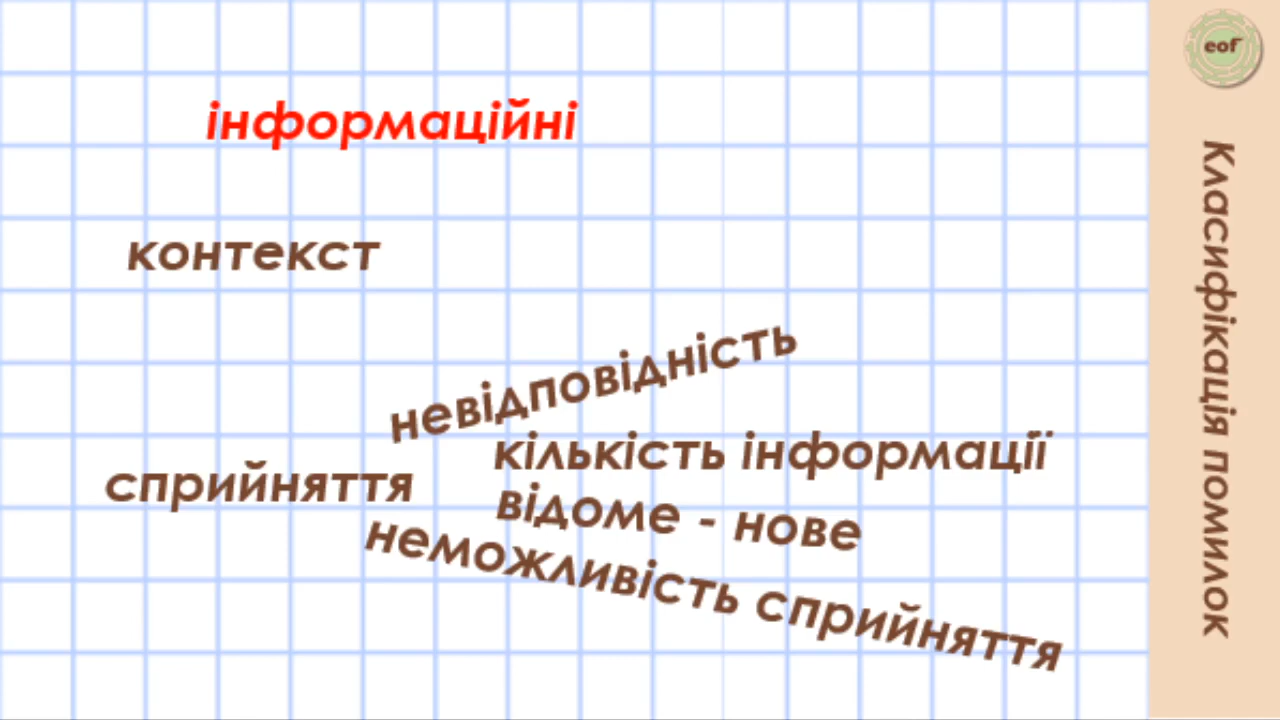 інформаційні
контекст
невідповідність
кількість інформації
сприйняття
відоме - нове
неможливість сприйняття
eof
Класифікація помилок